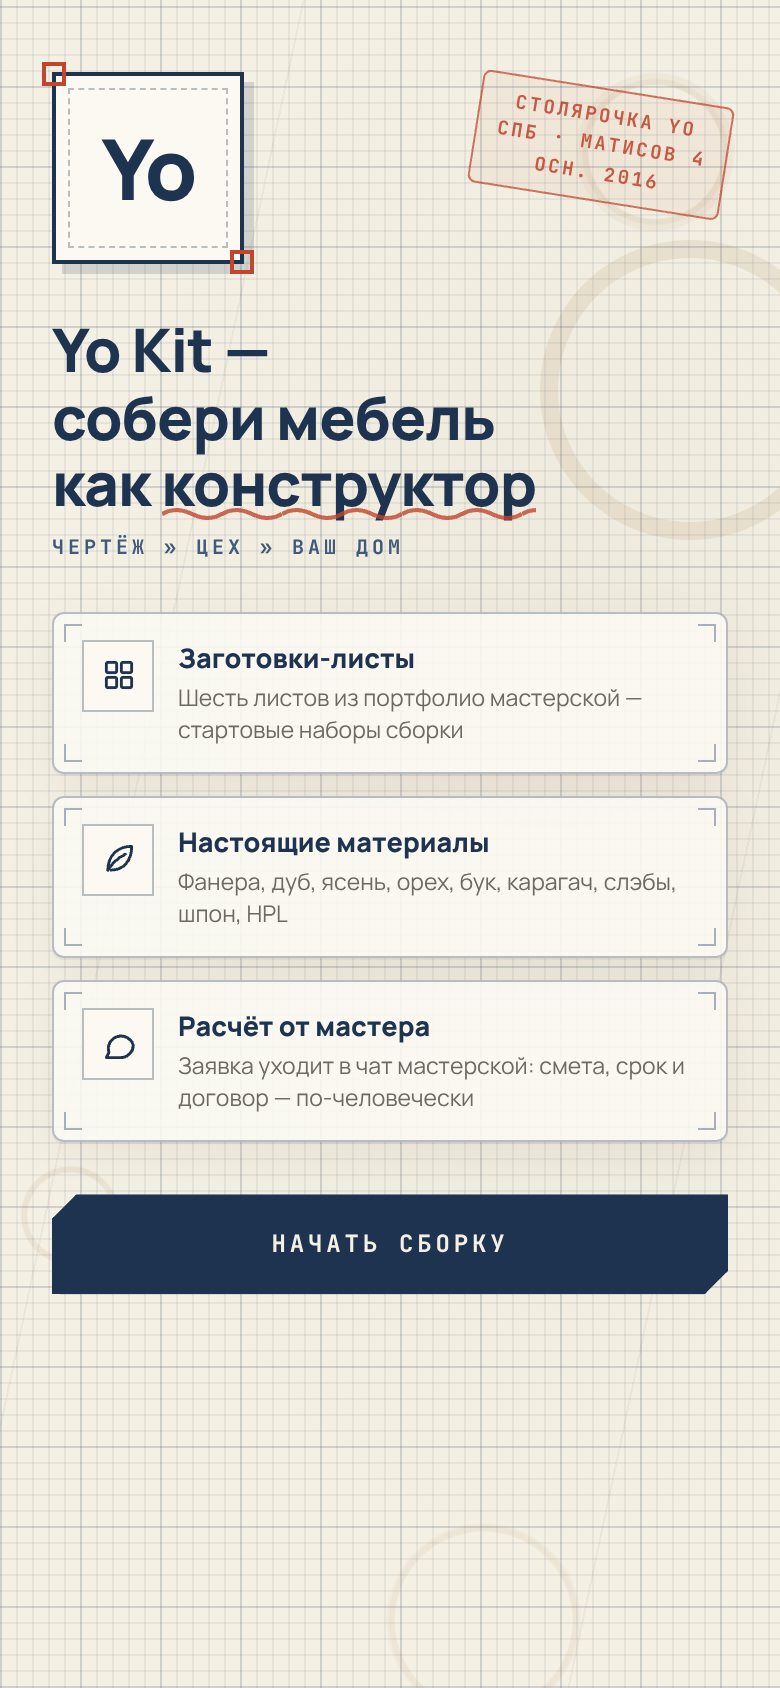 Yo
СТОЛЯРОЧКА YO
СПБ · МАТИСОВ 4
ОСН. 2016
Yo Kit —
собери мебель
как конструктор
ЧЕРТЁЖ » ЦЕХ » ВАШ ДОМ
Заготовки-листы
Шесть листов из портфолио мастерской —
стартовые наборы сборки
Настоящие материалы
Фанера, дуб, ясень, орех, бук, карагач, слэбы,
шпон, HPL
Расчёт от мастера
Заявка уходит в чат мастерской: смета, срок и
договор — по-человечески
НАЧАТЬ СБОРКУ